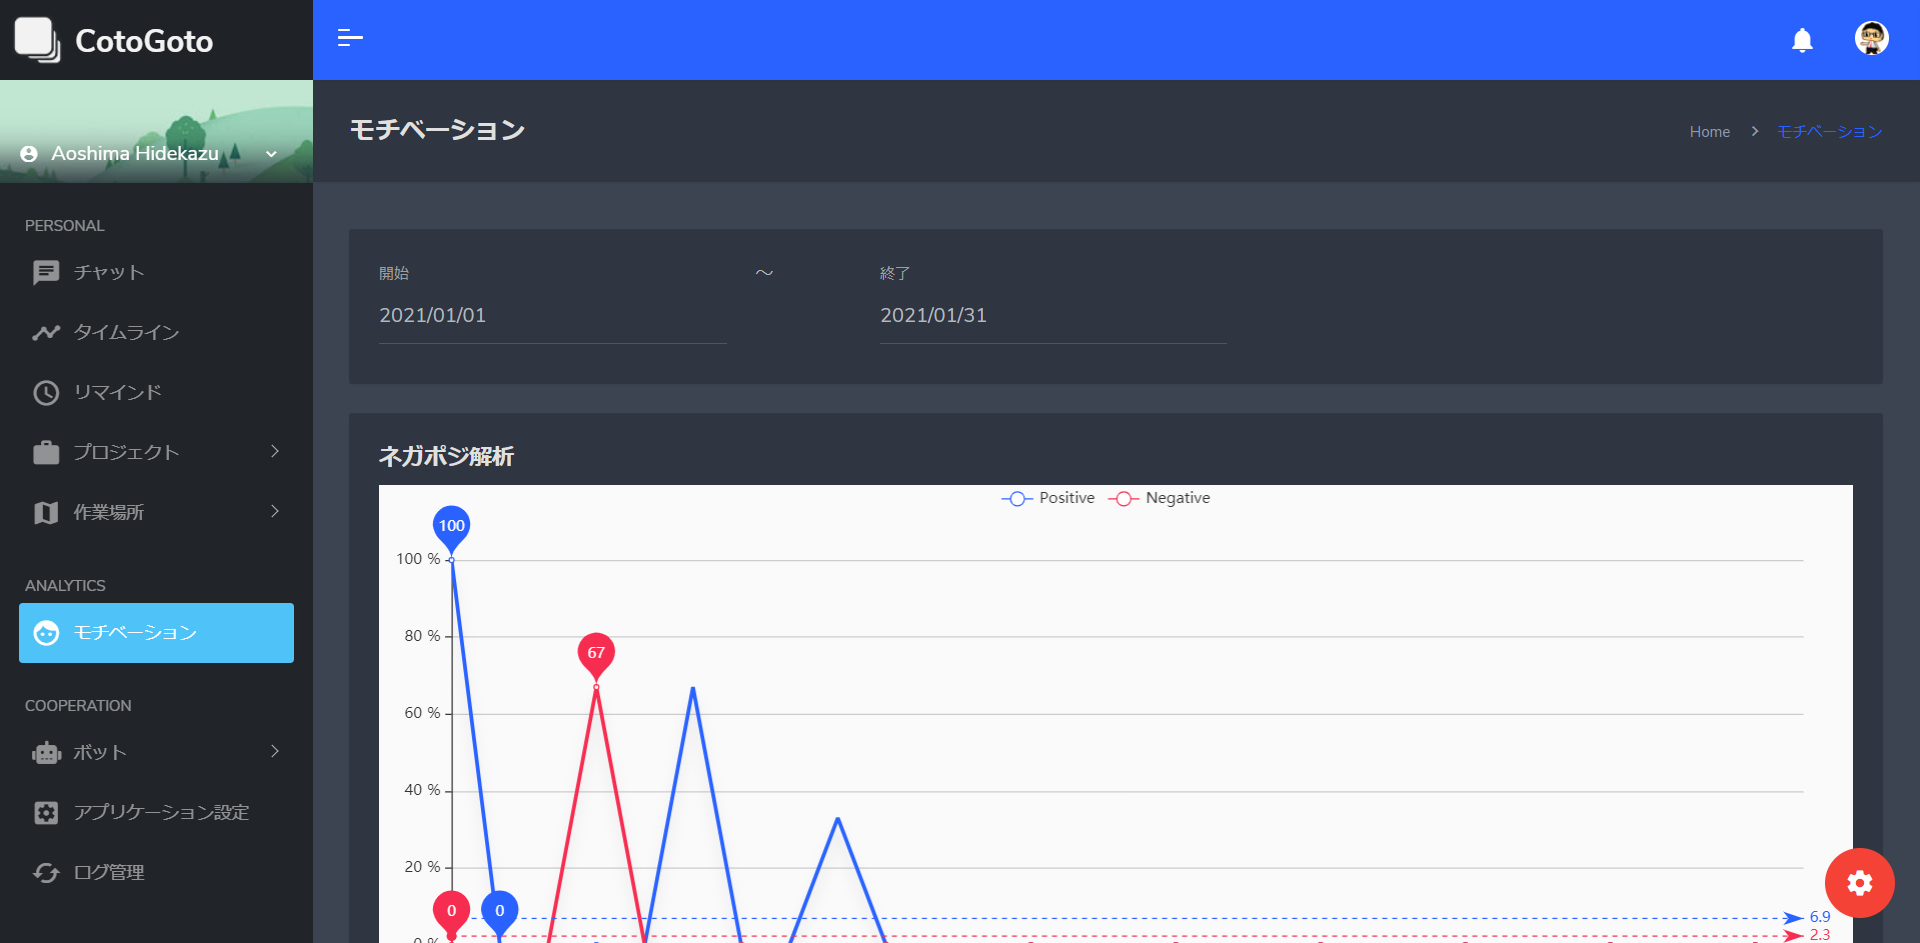 CotoGoto
Aoshima Hidekazu
PERSONAL
チャット
タイムライン
リマインド
プロジェクト
作業場所
ANALYTICS
モチベーション
COOPERATION
ボット
アプリケーション設定
ログ管理
モチベーション
Home
モチベーション
開始
～
終了
2021/01/01
2021/01/31
ネガポジ解析
Positive
Negative
100
100 %
80 %
67
60 %
40 %
20 %
0
0
6.9
2.3
0 %